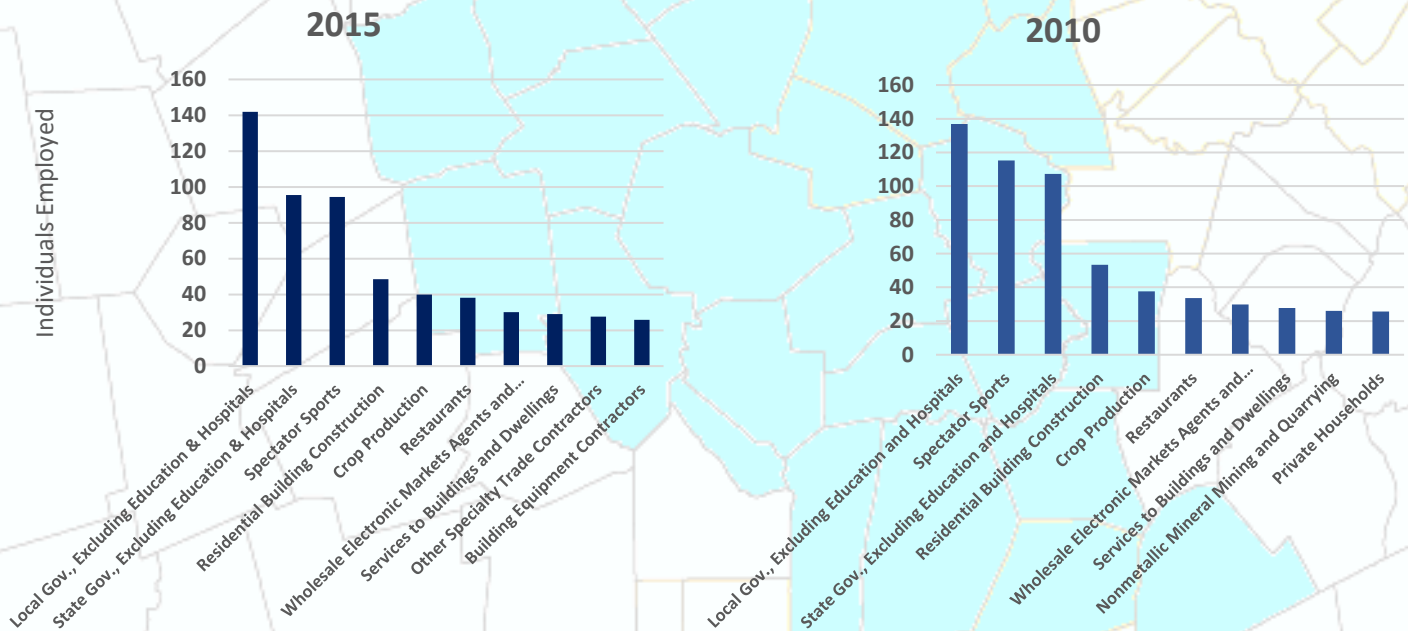 2015
Individuals Employed
160
140
120
100
80
60
40
20
0
Local Gov., Excluding Education & Hospitals
State Gov., Excluding Education & Hospitals
Spectator Sports
Residential Building Construction
Crop Production
Restaurants
Wholesale Electronic Markets Agents and...
Services to Buildings and Dwellings
Other Specialty Trade Contractors
Building Equipment Contractors
2010
160
140
120
100
80
60
40
20
0
Local Gov., Excluding Education and Hospitals
Spectator Sports
State Gov., Excluding Education and Hospitals
Residential Building Construction
Crop Production
Restaurants
Wholesale Electronic Markets Agents and...
Services to Buildings and Dwellings
Nonmetallic Mineral Mining and Quarrying
Private Households